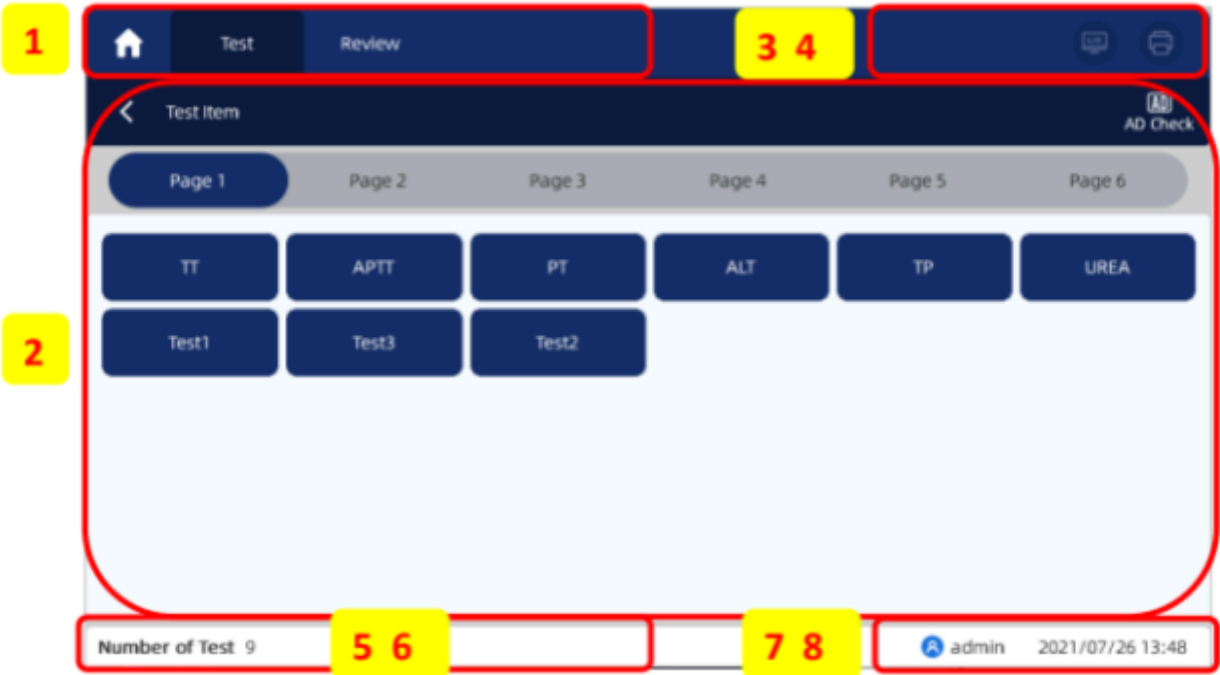 1
Test Review
3 4
Test Item
AD
AD Check
Page 1 Page 2 Page 3 Page 4 Page 5 Page 6
TT APTT PT ALT TP UREA
2
Test1 Test3 Test2
Number of Test 9
5 6
7 8
admin 2021/07/26 13:48